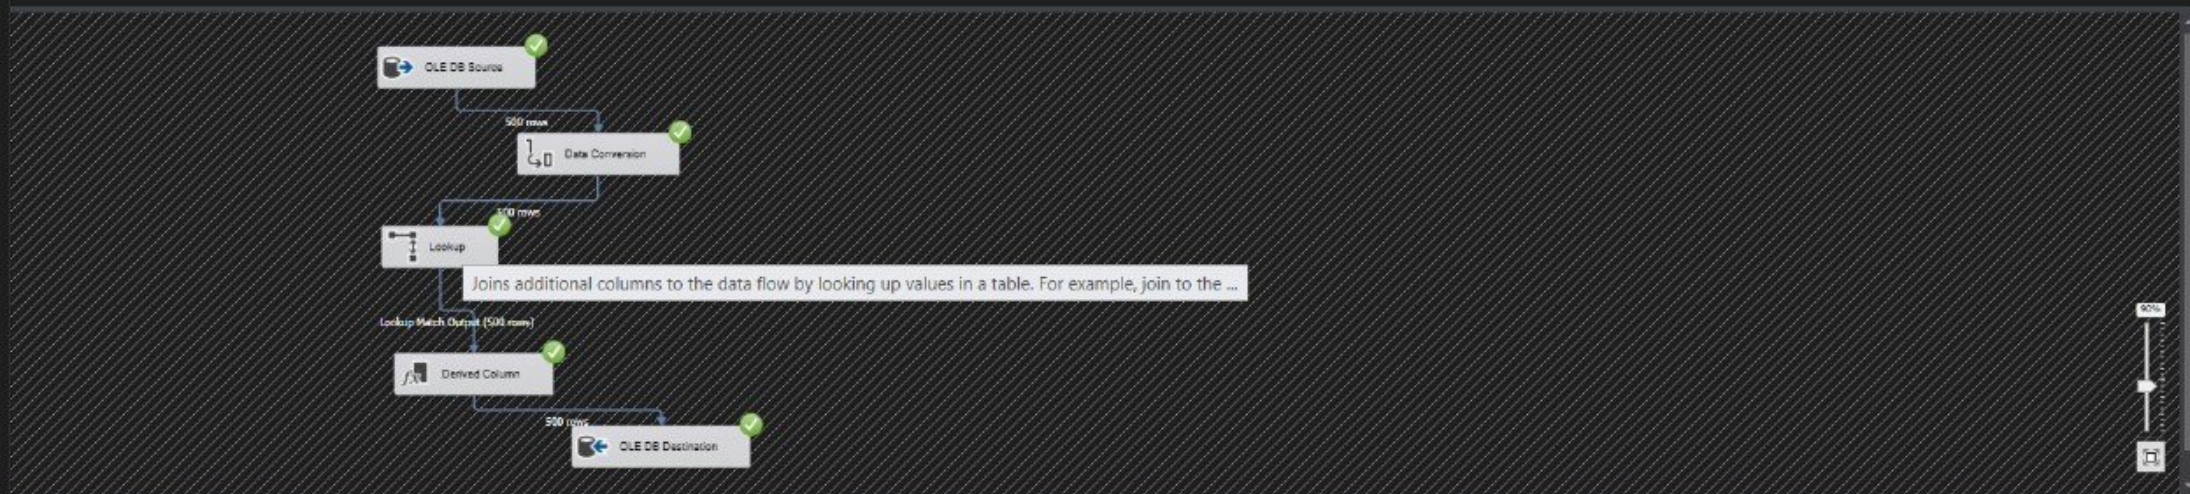 OLE DB Source
500 rows
Data Conversion
500 rows
Lookup
Joins additional columns to the data flow by looking up values in a table. For example, join to the ...
Lookup Match Output (500 rows)
Derived Column
500 rows
OLE DB Destination
90%